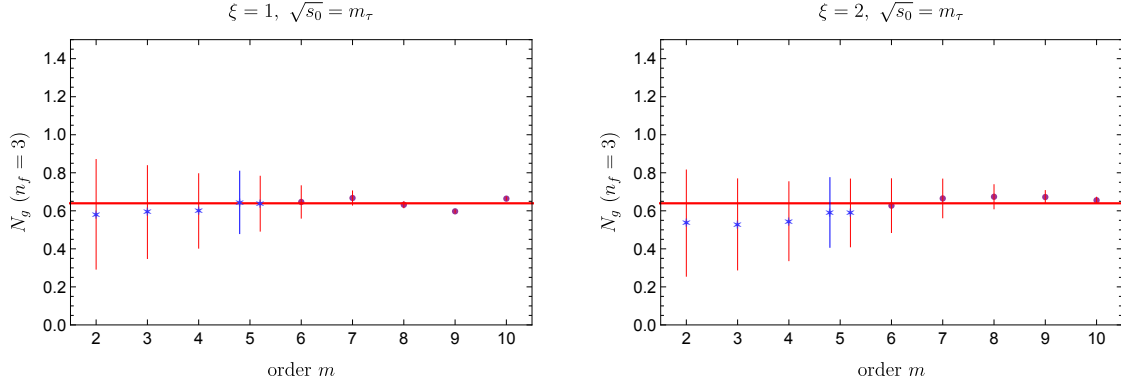 ξ = 1, √s₀ = m_τ
N_g (n_f = 3)
1.4
1.2
1.0
0.8
0.6
0.4
0.2
0.0
2 3 4 5 6 7 8 9 10
order m
ξ = 2, √s₀ = m_τ
N_g (n_f = 3)
1.4
1.2
1.0
0.8
0.6
0.4
0.2
0.0
2 3 4 5 6 7 8 9 10
order m